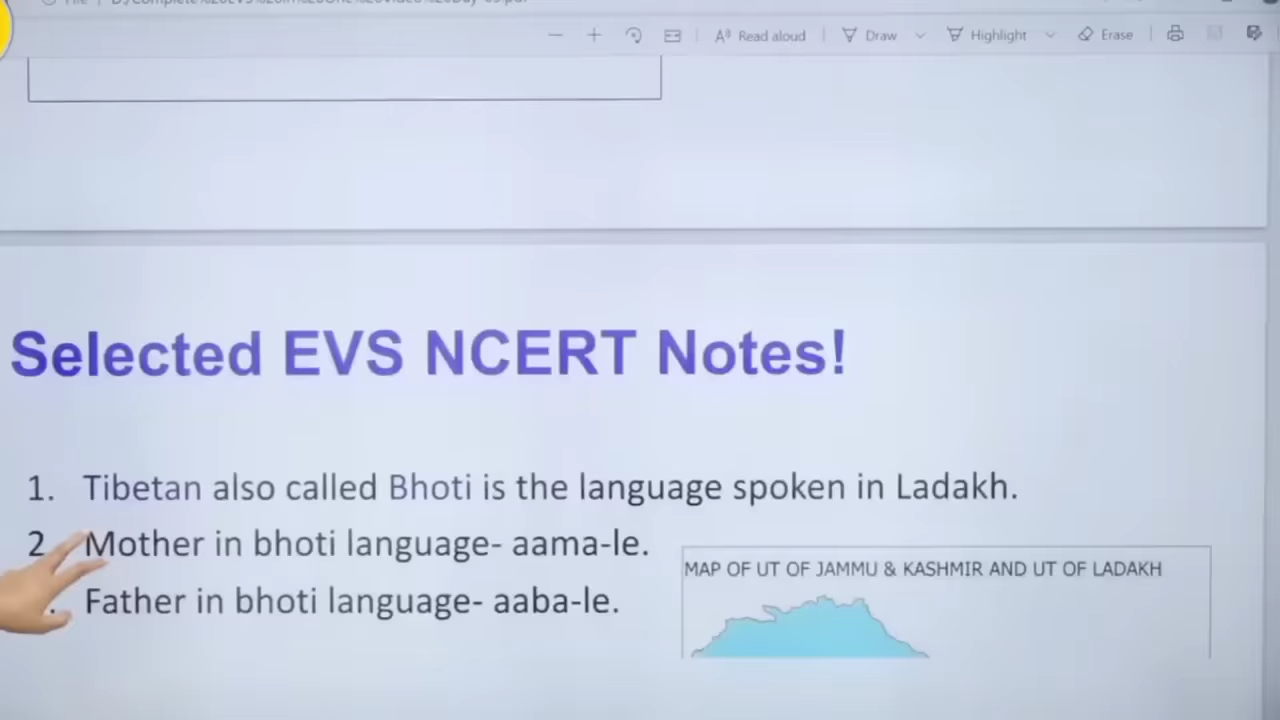 Read aloud
Draw
Highlight
Erase
Selected EVS NCERT Notes!
1. Tibetan also called Bhoti is the language spoken in Ladakh.
2 Mother in bhoti language- aama-le.
. Father in bhoti language- aaba-le.
MAP OF UT OF JAMMU & KASHMIR AND UT OF LADAKH